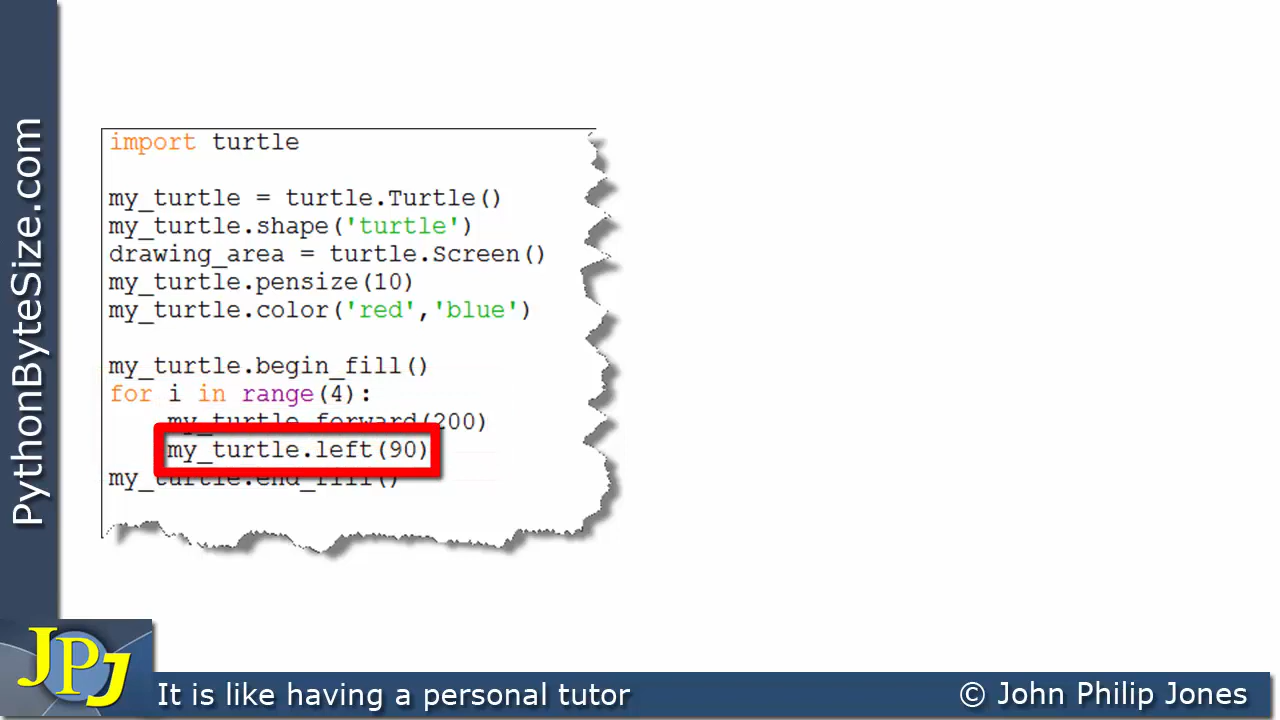 PythonByteSize.com
import turtle
my_turtle = turtle.Turtle()
my_turtle.shape('turtle')
drawing_area = turtle.Screen()
my_turtle.pensize(10)
my_turtle.color('red','blue')
my_turtle.begin_fill()
for i in range(4):
my_turtle.forward(200)
my_turtle.left(90)
my_turtle.end_fill()
JPJ
It is like having a personal tutor
© John Philip Jones